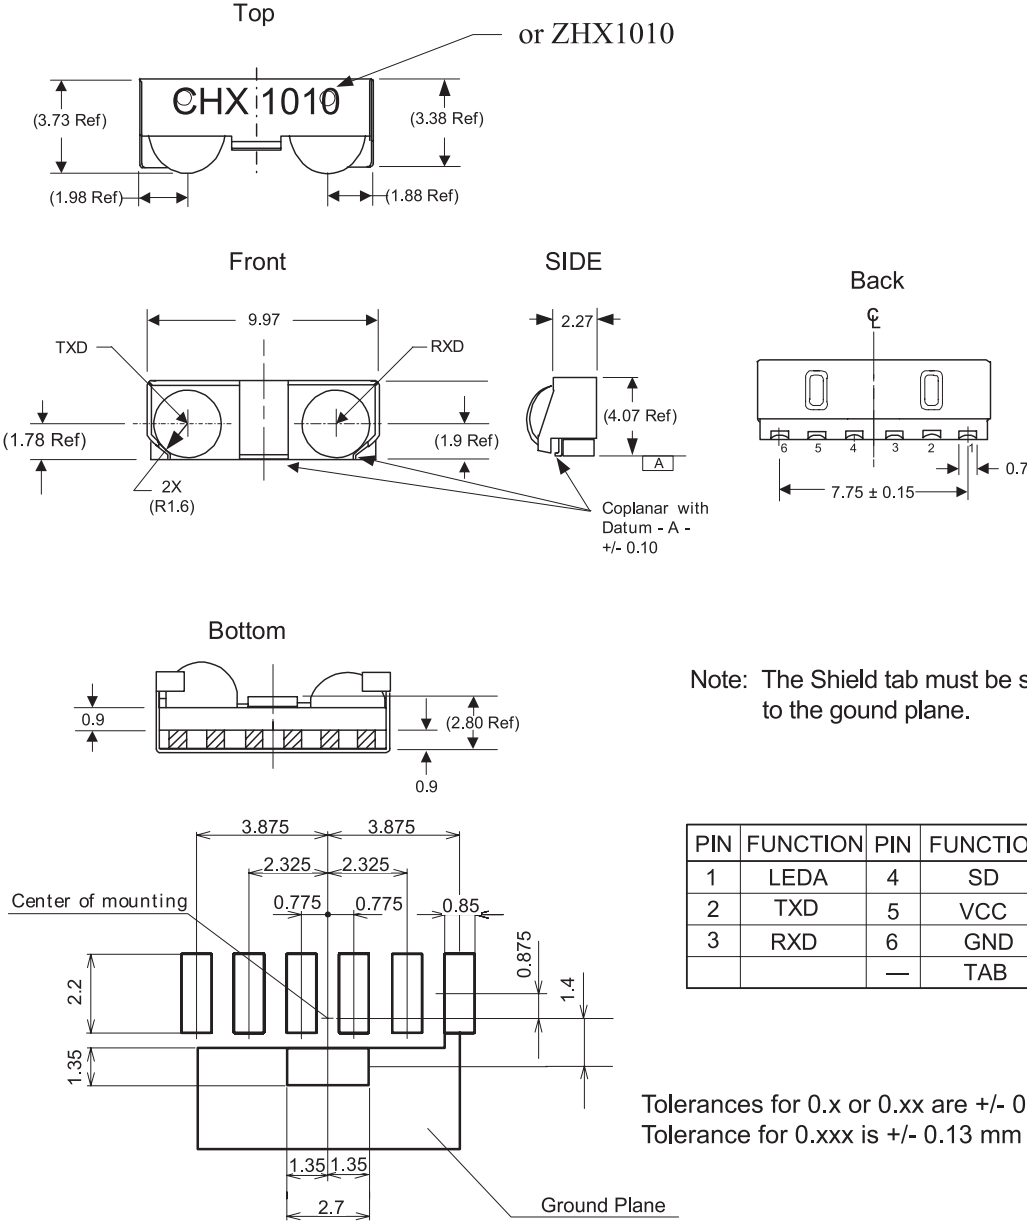 Top
or ZHX1010
CHX 1010
(3.73 Ref)
(3.38 Ref)
(1.98 Ref)
(1.88 Ref)
Front
SIDE
Back
9.97
2.27
TXD
RXD
(4.07 Ref)
(1.78 Ref)
(1.9 Ref)
A
6 5 4 3 2 1
0.7
2X
(R1.6)
7.75 ± 0.15
Coplanar with
Datum - A -
+/- 0.10
Bottom
Note: The Shield tab must be s
to the gound plane.
0.9
(2.80 Ref)
0.9
3.875 3.875
2.325 2.325
Center of mounting
0.775 0.775 0.85
PIN FUNCTION PIN FUNCTIO
1 LEDA 4 SD
2 TXD 5 VCC
3 RXD 6 GND
— TAB
2.2
0.875
1.4
1.35
Tolerances for 0.x or 0.xx are +/- 0
Tolerance for 0.xxx is +/- 0.13 mm
1.35 1.35
2.7
Ground Plane